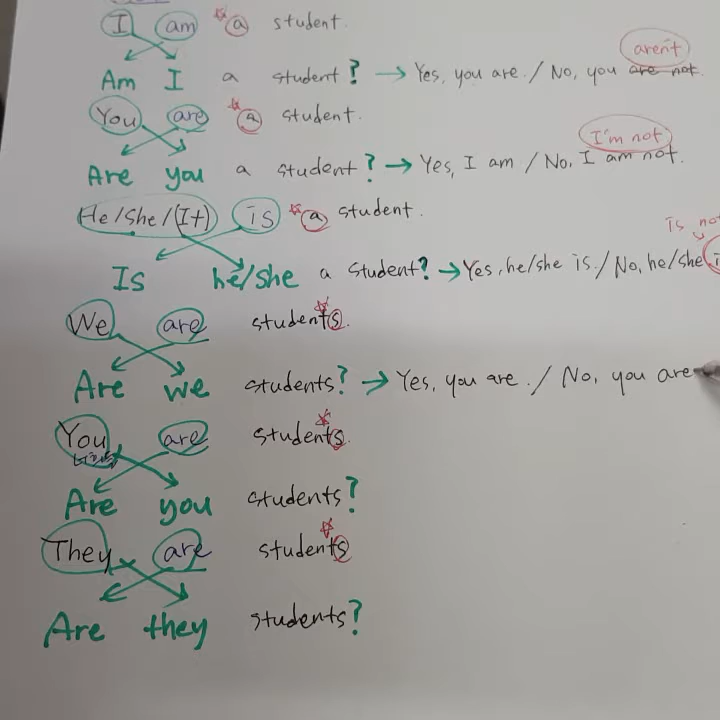 I am a student.
aren't
Am I a student? → Yes, you are. / No, you are not.
You are a student.
I'm not
Are you a student? → Yes, I am / No, I am not.
He/she/(It) is a student.
is not
Is he/she a student? → Yes, he/she is. / No, he/she
We are students.
Are we students? → Yes, you are. / No, you are
You are students.
Are you students?
They are students
Are they students?